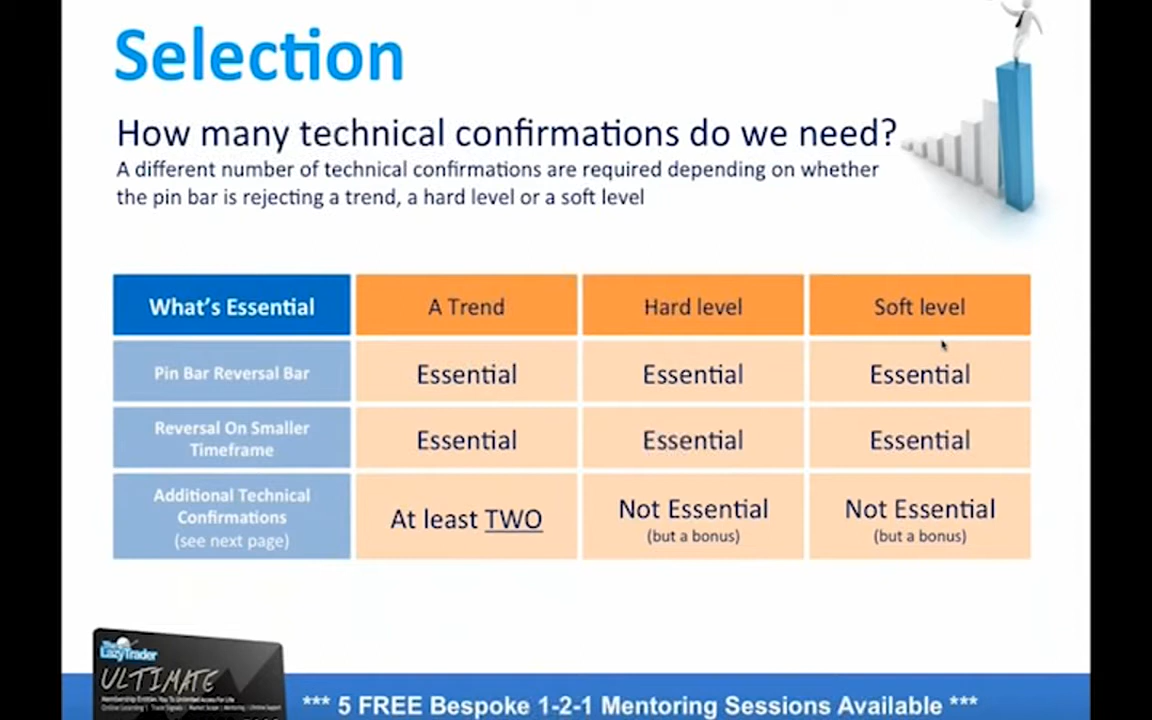 Selection
How many technical confirmations do we need?
A different number of technical confirmations are required depending on whether
the pin bar is rejecting a trend, a hard level or a soft level
What's Essential
A Trend
Hard level
Soft level
Pin Bar Reversal Bar
Essential
Essential
Essential
Reversal On Smaller
Timeframe
Essential
Essential
Essential
Additional Technical
Confirmations
(see next page)
At least TWO
Not Essential
(but a bonus)
Not Essential
(but a bonus)
The
LazyTrader
ULTIMATE
*** 5 FREE Bespoke 1-2-1 Mentoring Sessions Available ***